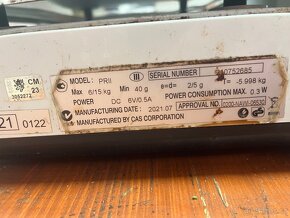 MODEL PRII III SERIAL NUMBER 0752685
Max 6/15 kg Min 40 g e=d= 2/5 g T= -5.998 kg
POWER DC 6V/0.5A POWER CONSUMPTION MAX. 0.3 W
MANUFACTURING DATE 2021.07 APPROVAL NO.
MANUFACTURED BY CAS CORPORATION
CM
23
21 0122